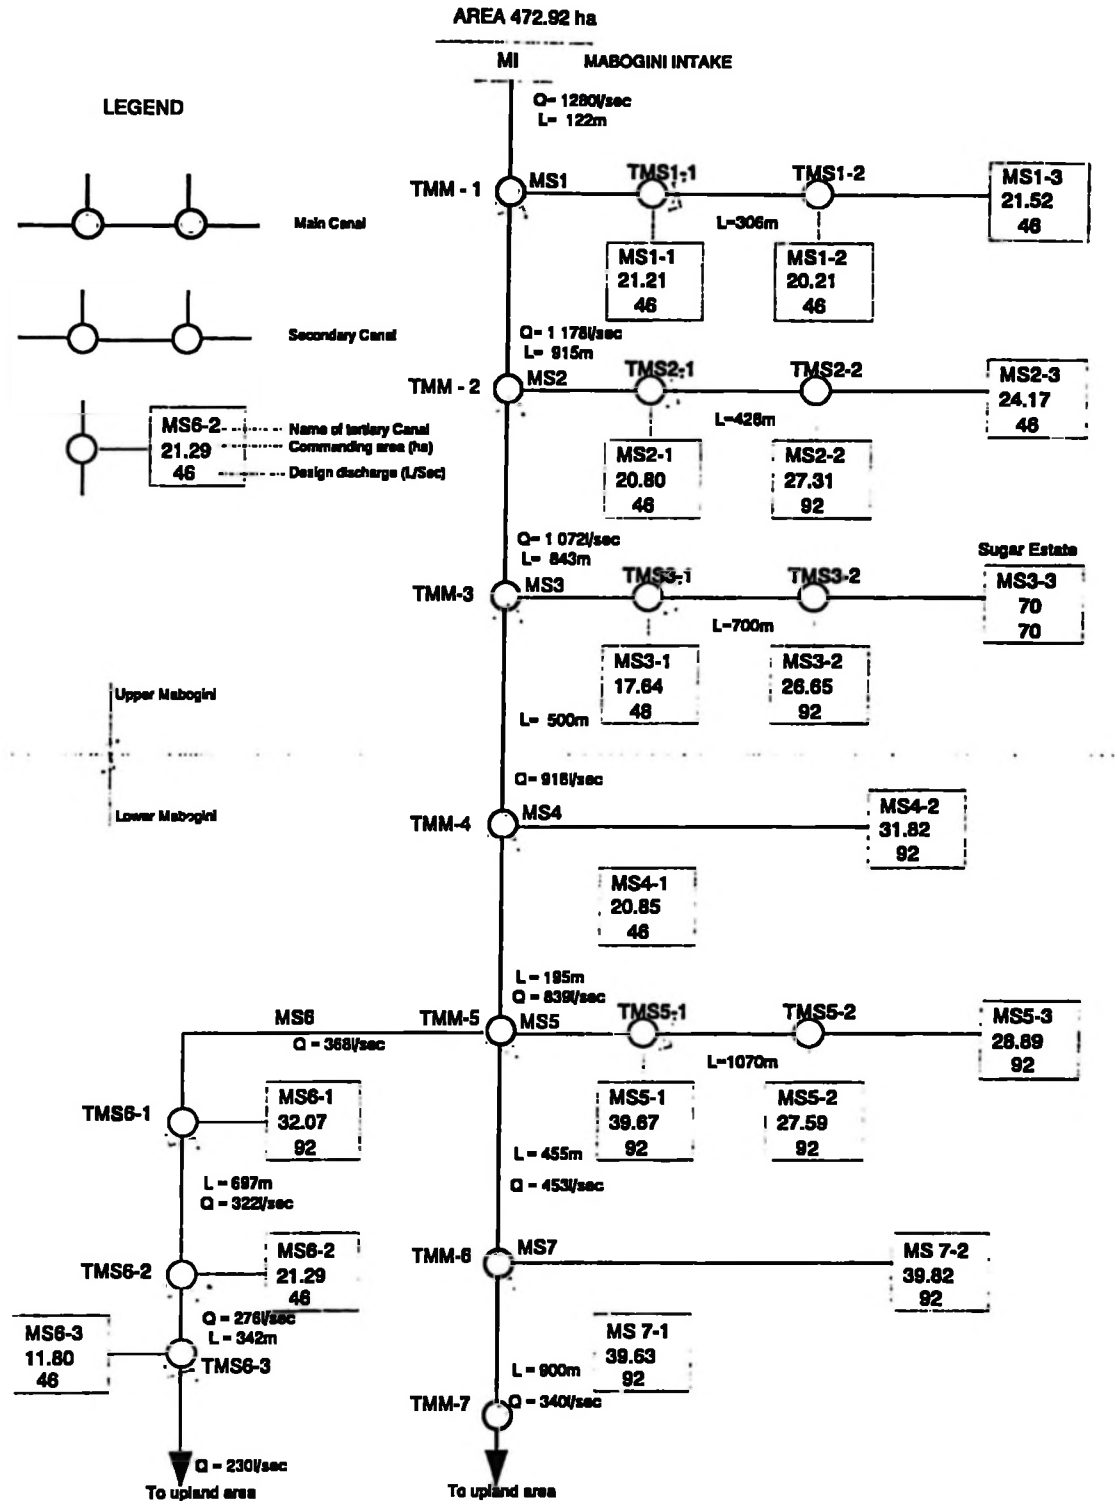 AREA 472.92 ha
MI
MABOGINI INTAKE
Q= 1280l/sec
L= 122m
LEGEND
Main Canal
Secondary Canal
MS6-2
21.29
46
Name of tertiary Canal
Commanding area (ha)
Design discharge (L/Sec)
TMM - 1
MS1
TMS1-1
TMS1-2
L=306m
MS1-3
21.52
46
MS1-1
21.21
46
MS1-2
20.21
46
Q= 1 178l/sec
L= 915m
TMM - 2
MS2
TMS2-1
TMS2-2
L=426m
MS2-3
24.17
46
MS2-1
20.80
46
MS2-2
27.31
92
Q= 1 072l/sec
L= 843m
TMM-3
MS3
TMS3-1
TMS3-2
L=700m
Sugar Estate
MS3-3
70
70
MS3-1
17.64
46
MS3-2
26.65
92
L= 500m
Upper Mabogini
Lower Mabogini
Q= 916l/sec
TMM-4
MS4
MS4-2
31.82
92
MS4-1
20.85
46
L = 195m
Q = 839l/sec
MS6
TMM-5
MS5
TMS5-1
TMS5-2
Q = 368l/sec
L=1070m
MS5-3
28.89
92
TMS6-1
MS6-1
32.07
92
MS5-1
39.67
92
MS5-2
27.59
92
L = 455m
Q = 453l/sec
L = 697m
Q = 322l/sec
TMS6-2
MS6-2
21.29
46
TMM-6
MS7
MS 7-2
39.82
92
Q = 276l/sec
L = 342m
MS6-3
11.80
46
TMS6-3
MS 7-1
39.63
92
L = 900m
Q = 340l/sec
TMM-7
Q = 230l/sec
To upland area
To upland area